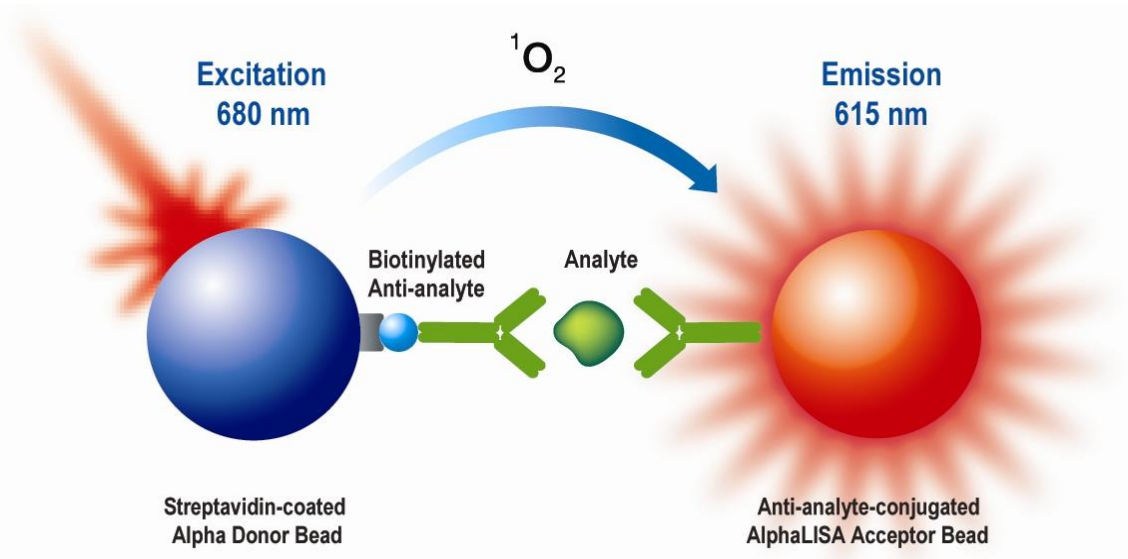 Excitation
680 nm
¹O₂
Emission
615 nm
Biotinylated
Anti-analyte
Analyte
Streptavidin-coated
Alpha Donor Bead
Anti-analyte-conjugated
AlphaLISA Acceptor Bead